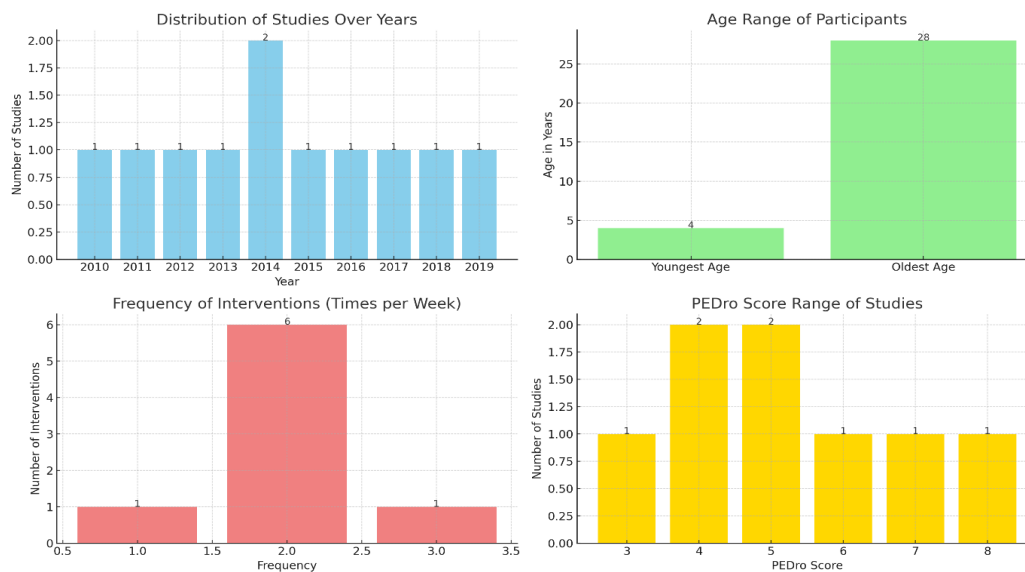 Distribution of Studies Over Years
2.00
1.75
1.50
1.25
1.00
0.75
0.50
0.25
0.00
Number of Studies
1 1 1 1 2 1 1 1 1 1
2010 2011 2012 2013 2014 2015 2016 2017 2018 2019
Year
Age Range of Participants
25
20
15
10
5
0
Age in Years
4 28
Youngest Age Oldest Age
Frequency of Interventions (Times per Week)
6
5
4
3
2
1
0
Number of Interventions
1 6 1
0.5 1.0 1.5 2.0 2.5 3.0 3.5
Frequency
PEDro Score Range of Studies
2.00
1.75
1.50
1.25
1.00
0.75
0.50
0.25
0.00
Number of Studies
1 2 2 1 1 1
3 4 5 6 7 8
PEDro Score